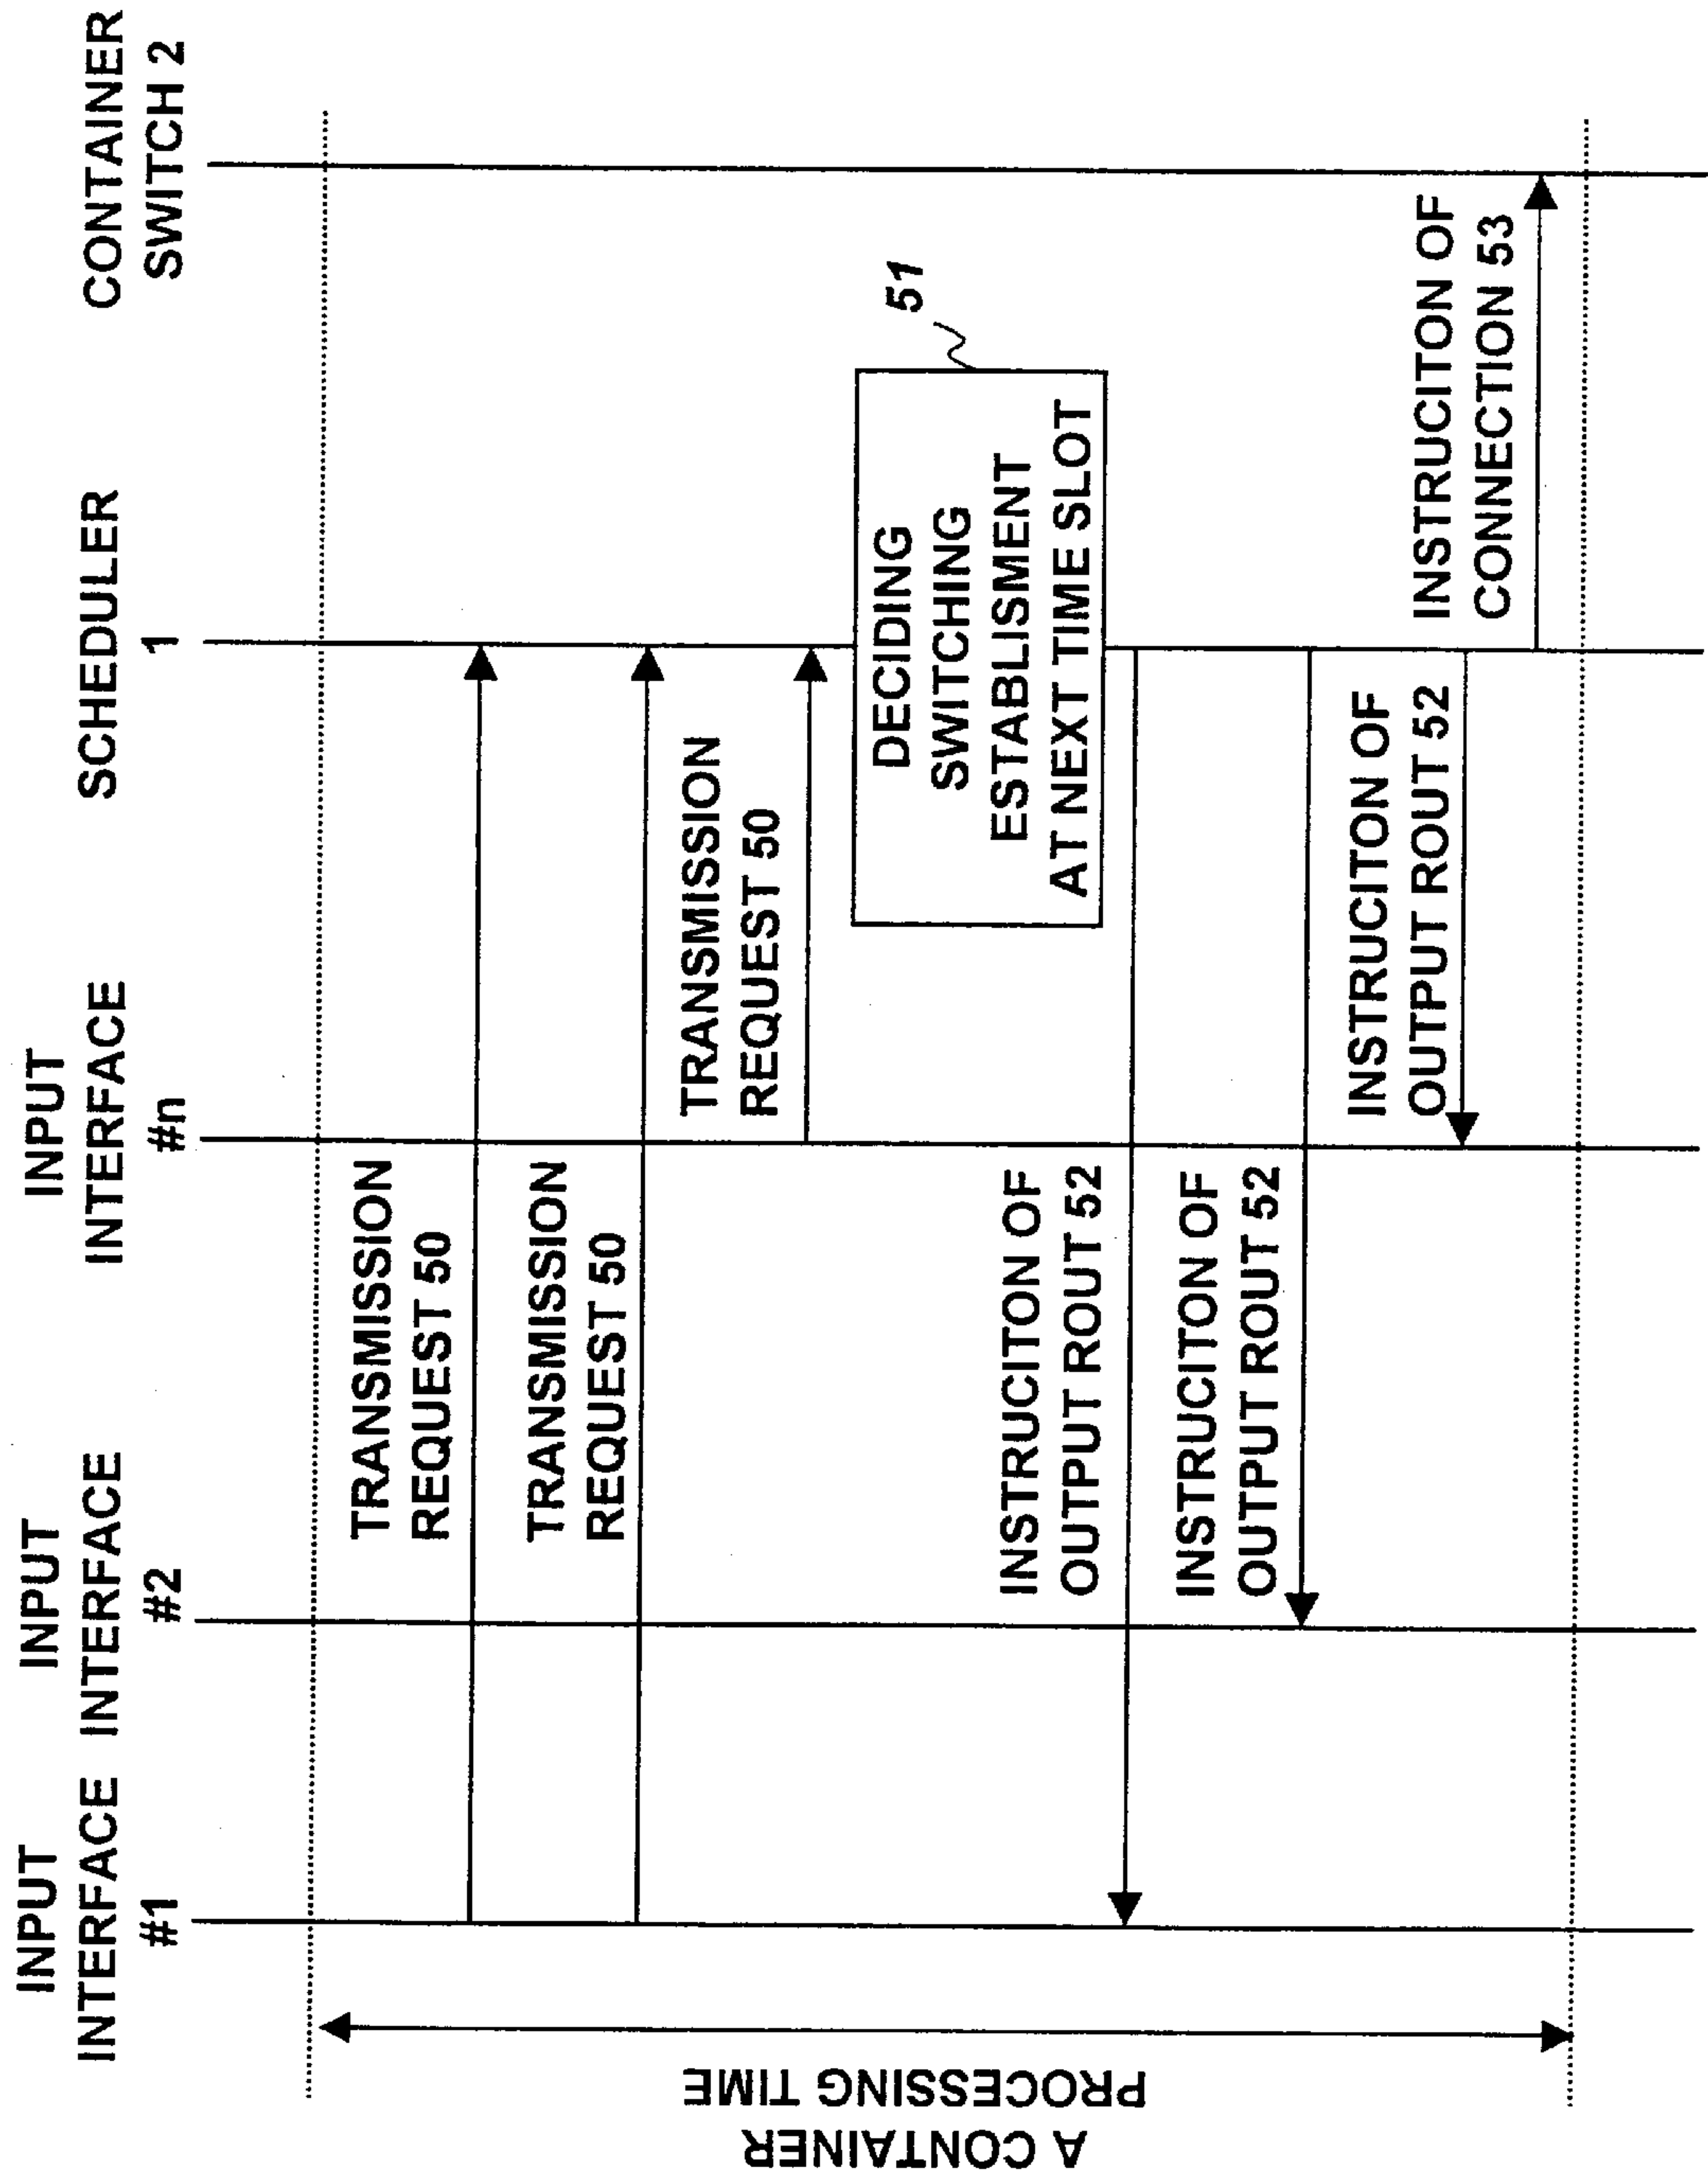 INPUT
INTERFACE
#1
INPUT
INTERFACE
#2
INPUT
INTERFACE
#n
SCHEDULER
1
CONTAINER
SWITCH 2
TRANSMISSION
REQUEST 50
TRANSMISSION
REQUEST 50
TRANSMISSION
REQUEST 50
51
DECIDING
SWITCHING
ESTABLISMENT
AT NEXT TIME SLOT
INSTRUCITON OF
OUTPUT ROUT 52
INSTRUCITON OF
OUTPUT ROUT 52
INSTRUCITON OF
OUTPUT ROUT 52
INSTRUCITON OF
CONNECTION 53
A CONTAINER
PROCESSING TIME